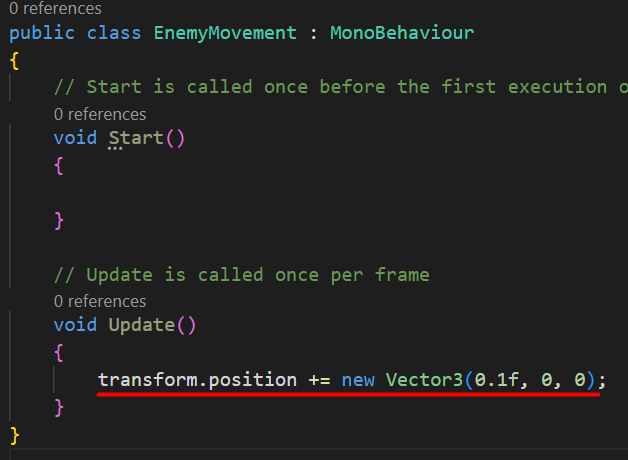 0 references
public class EnemyMovement : MonoBehaviour
{
// Start is called once before the first execution o
0 references
void Start()
{
}
// Update is called once per frame
0 references
void Update()
{
transform.position += new Vector3(0.1f, 0, 0);
}
}